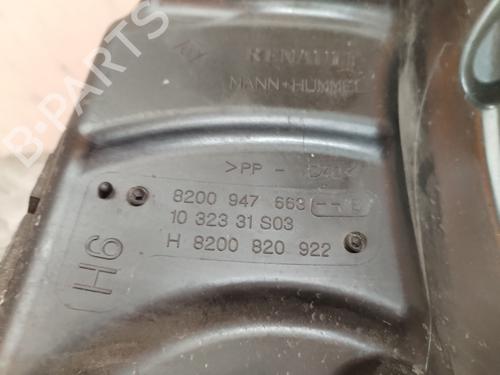 B-PARTS
RENAULT
MANN+HUMMEL
>PP -
8200 947 663 --B
10 323 31 S03
H 8200 820 922
H6